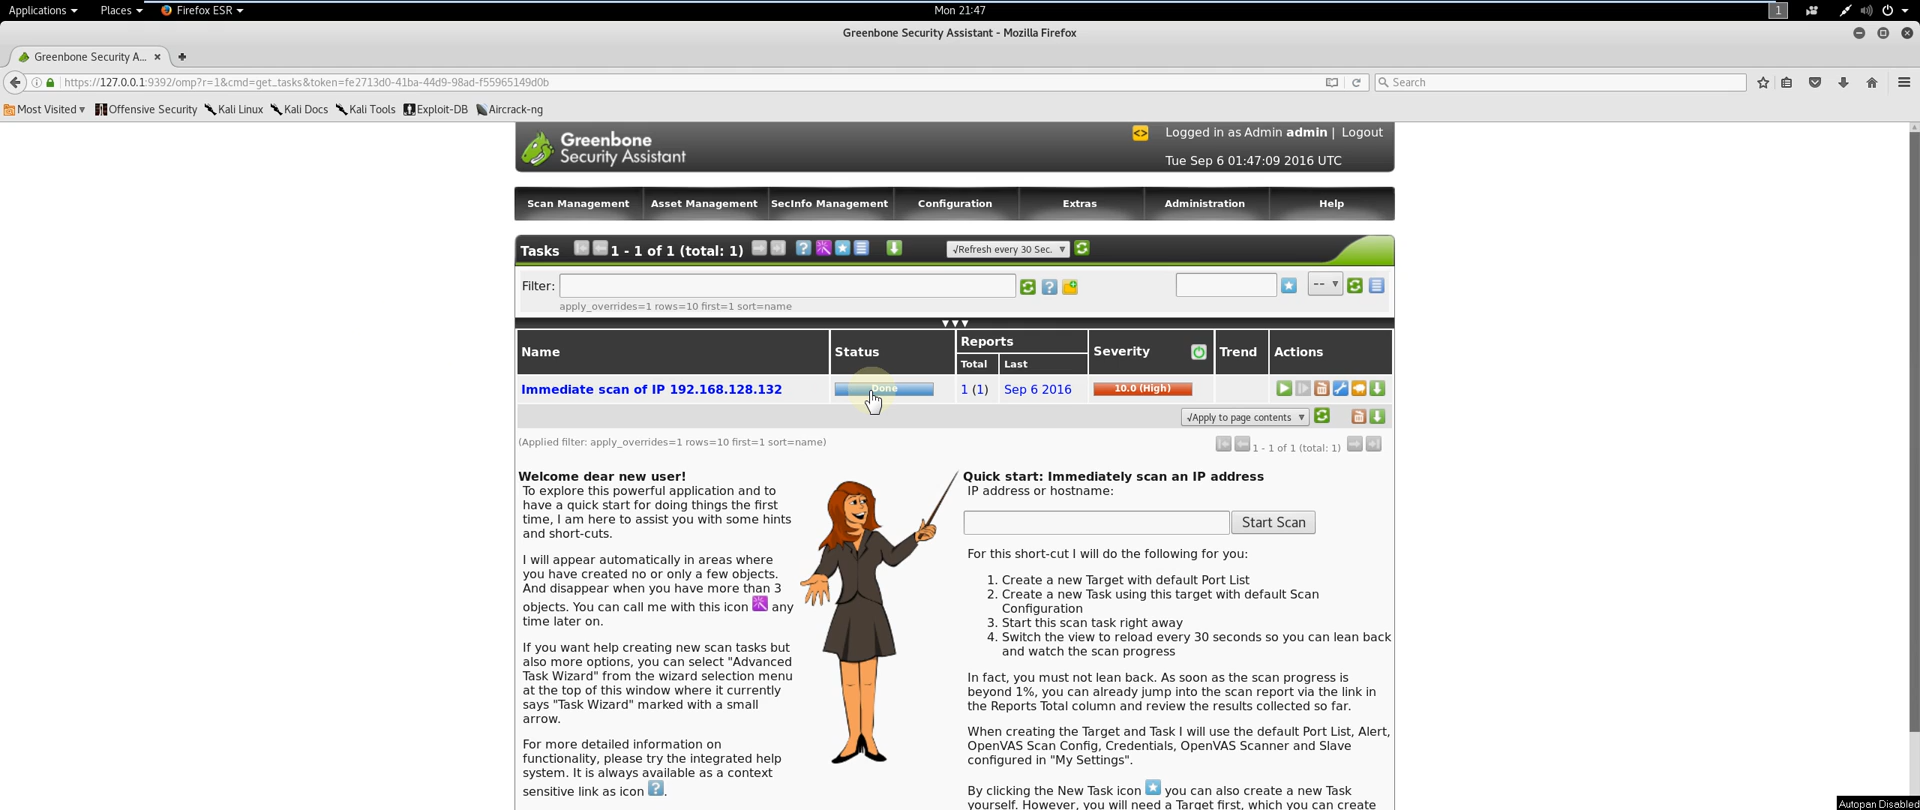 Applications ▾ Places ▾ Firefox ESR ▾ Mon 21:47 1
Greenbone Security Assistant - Mozilla Firefox
Greenbone Security A...
https://127.0.0.1:9392/omp?r=1&cmd=get_tasks&token=fe2713d0-41ba-44d9-98ad-f55965149d0b Search
Most Visited ▾ Offensive Security Kali Linux Kali Docs Kali Tools Exploit-DB Aircrack-ng
Greenbone
Security Assistant
Logged in as Admin admin | Logout
Tue Sep 6 01:47:09 2016 UTC
Scan Management Asset Management SecInfo Management Configuration Extras Administration Help
Tasks 1 - 1 of 1 (total: 1) √Refresh every 30 Sec.
Filter: --
apply_overrides=1 rows=10 first=1 sort=name
Name Status Reports Severity Trend Actions
Total Last
Immediate scan of IP 192.168.128.132 Done 1 (1) Sep 6 2016 10.0 (High)
√Apply to page contents
(Applied filter: apply_overrides=1 rows=10 first=1 sort=name) 1 - 1 of 1 (total: 1)
Welcome dear new user!
To explore this powerful application and to
have a quick start for doing things the first
time, I am here to assist you with some hints
and short-cuts.
I will appear automatically in areas where
you have created no or only a few objects.
And disappear when you have more than 3
objects. You can call me with this icon any
time later on.
If you want help creating new scan tasks but
also more options, you can select "Advanced
Task Wizard" from the wizard selection menu
at the top of this window where it currently
says "Task Wizard" marked with a small
arrow.
For more detailed information on
functionality, please try the integrated help
system. It is always available as a context
sensitive link as icon ? .
Quick start: Immediately scan an IP address
IP address or hostname:
Start Scan
For this short-cut I will do the following for you:
1. Create a new Target with default Port List
2. Create a new Task using this target with default Scan
Configuration
3. Start this scan task right away
4. Switch the view to reload every 30 seconds so you can lean back
and watch the scan progress
In fact, you must not lean back. As soon as the scan progress is
beyond 1%, you can already jump into the scan report via the link in
the Reports Total column and review the results collected so far.
When creating the Target and Task I will use the default Port List, Alert,
OpenVAS Scan Config, Credentials, OpenVAS Scanner and Slave
configured in "My Settings".
By clicking the New Task icon you can also create a new Task
yourself. However, you will need a Target first, which you can create
Autopan Disabled